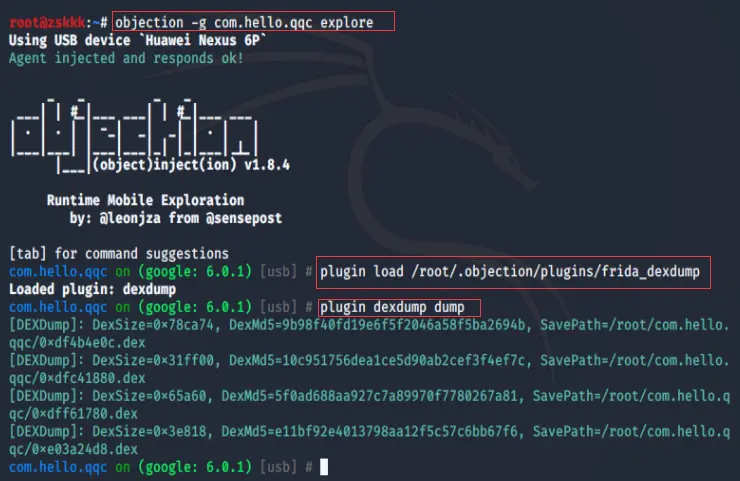 root@zskkk:~# objection -g com.hello.qqc explore
Using USB device `Huawei Nexus 6P`
Agent injected and responds ok!
|___|(object)inject(ion) v1.8.4
Runtime Mobile Exploration
by: @leonjza from @sensepost
[tab] for command suggestions
com.hello.qqc on (google: 6.0.1) [usb] # plugin load /root/.objection/plugins/frida_dexdump
Loaded plugin: dexdump
com.hello.qqc on (google: 6.0.1) [usb] # plugin dexdump dump
[DEXDump]: DexSize=0×78ca74, DexMd5=9b98f40fd19e6f5f2046a58f5ba2694b, SavePath=/root/com.hello.
qqc/0×df4b4e0c.dex
[DEXDump]: DexSize=0×31ff00, DexMd5=10c951756dea1ce5d90ab2cef3f4ef7c, SavePath=/root/com.hello.
qqc/0×dfc41880.dex
[DEXDump]: DexSize=0×65a60, DexMd5=5f0ad688aa927c7a89970f7780267a81, SavePath=/root/com.hello.q
qc/0×dff61780.dex
[DEXDump]: DexSize=0×3e818, DexMd5=e11bf92e4013798aa12f5c57c6bb67f6, SavePath=/root/com.hello.q
qc/0×e03a24d8.dex
com.hello.qqc on (google: 6.0.1) [usb] #